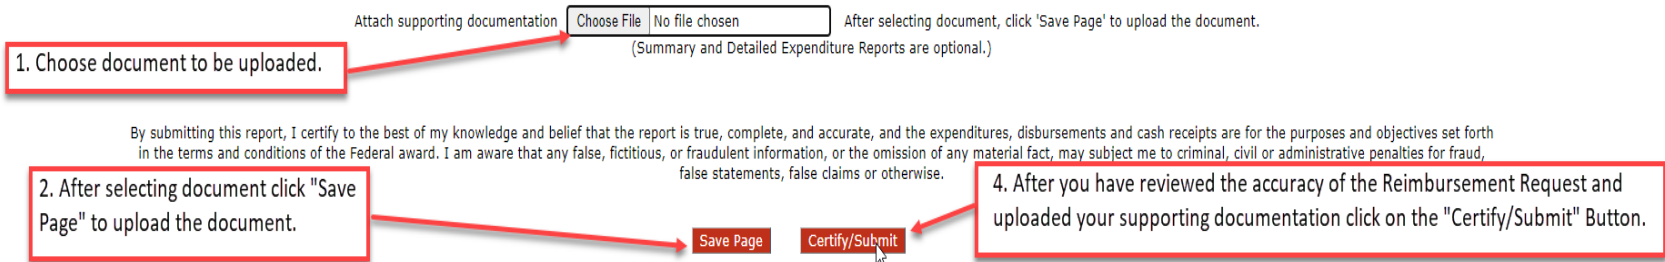 Attach supporting documentation Choose File No file chosen After selecting document, click 'Save Page' to upload the document.
(Summary and Detailed Expenditure Reports are optional.)
1. Choose document to be uploaded.
By submitting this report, I certify to the best of my knowledge and belief that the report is true, complete, and accurate, and the expenditures, disbursements and cash receipts are for the purposes and objectives set forth
in the terms and conditions of the Federal award. I am aware that any false, fictitious, or fraudulent information, or the omission of any material fact, may subject me to criminal, civil or administrative penalties for fraud,
false statements, false claims or otherwise.
2. After selecting document click "Save
Page" to upload the document.
4. After you have reviewed the accuracy of the Reimbursement Request and
uploaded your supporting documentation click on the "Certify/Submit" Button.
Save Page Certify/Submit